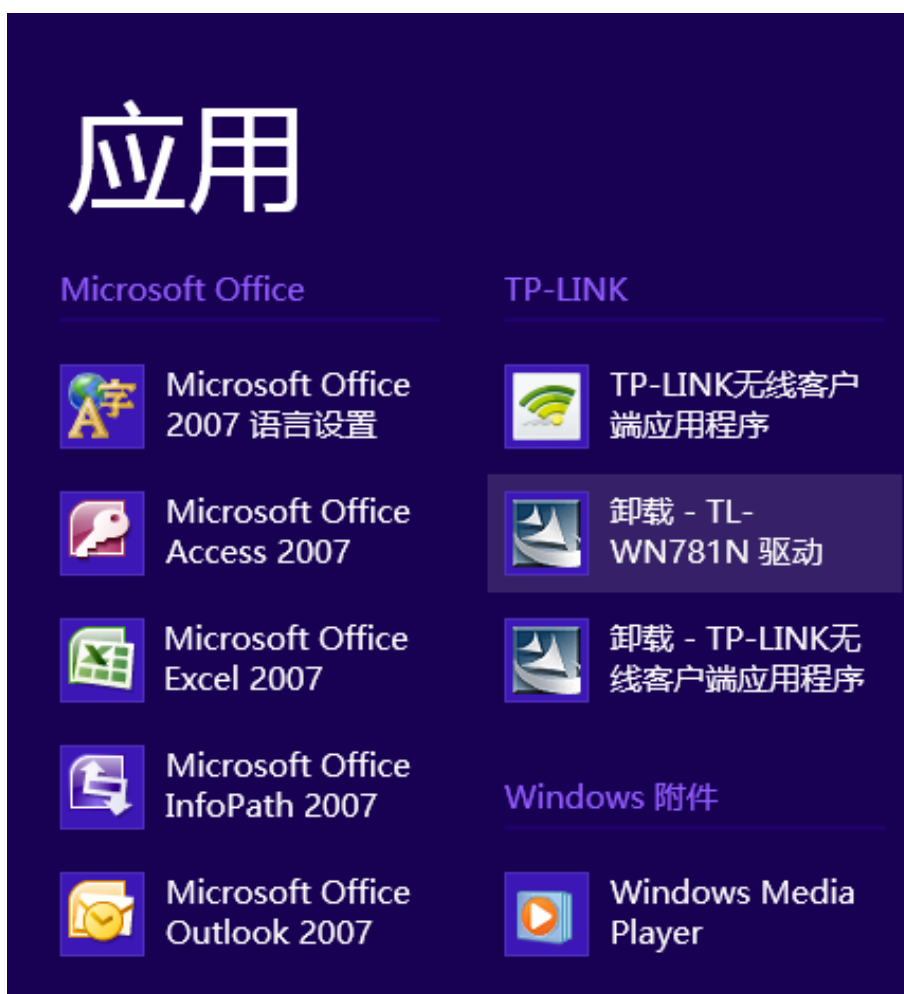 应用
Microsoft Office
Microsoft Office
2007 语言设置
Microsoft Office
Access 2007
Microsoft Office
Excel 2007
Microsoft Office
InfoPath 2007
Microsoft Office
Outlook 2007
TP-LINK
TP-LINK无线客户
端应用程序
卸载 - TL-
WN781N 驱动
卸载 - TP-LINK无
线客户端应用程序
Windows 附件
Windows Media
Player